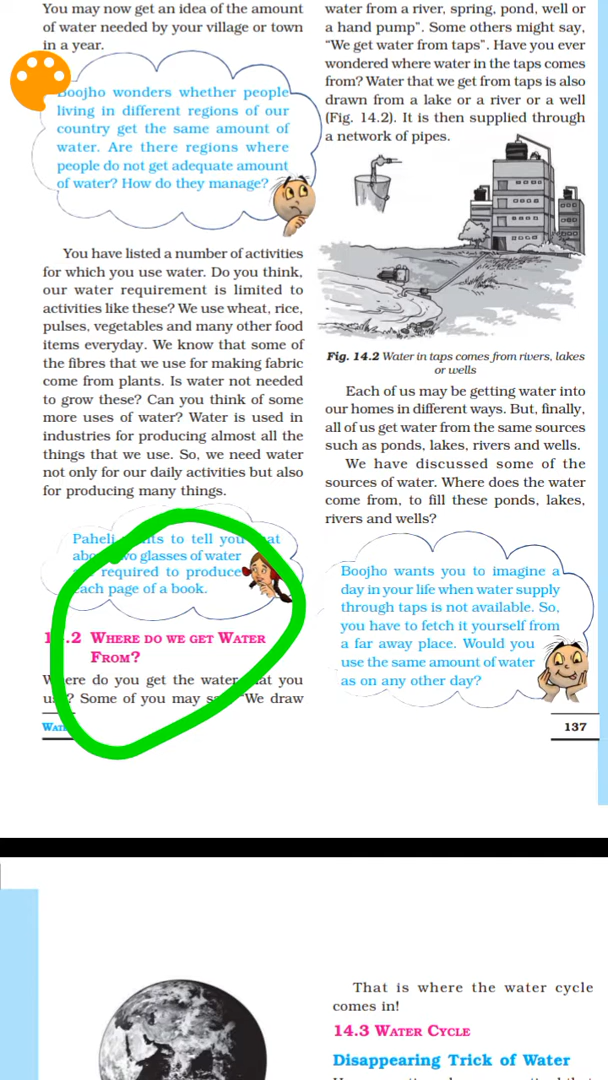 You may now get an idea of the amount
of water needed by your village or town
in a year.
Boojho wonders whether people
living in different regions of our
country get the same amount of
water. Are there regions where
people do not get adequate amount
of water? How do they manage?
You have listed a number of activities
for which you use water. Do you think,
our water requirement is limited to
activities like these? We use wheat, rice,
pulses, vegetables and many other food
items everyday. We know that some of
the fibres that we use for making fabric
come from plants. Is water not needed
to grow these? Can you think of some
more uses of water? Water is used in
industries for producing almost all the
things that we use. So, we need water
not only for our daily activities but also
for producing many things.
Paheli to tell you
glasses of water
required to produce
each page of a book.
WHERE DO WE GET WATER
FROM?
do you get the water you
Some of you may We draw
water from a river, spring, pond, well or
a hand pump”. Some others might say,
“We get water from taps”. Have you ever
wondered where water in the taps comes
from? Water that we get from taps is also
drawn from a lake or a river or a well
(Fig. 14.2). It is then supplied through
a network of pipes.
Fig. 14.2 Water in taps comes from rivers, lakes
or wells
Each of us may be getting water into
our homes in different ways. But, finally,
all of us get water from the same sources
such as ponds, lakes, rivers and wells.
We have discussed some of the
sources of water. Where does the water
come from, to fill these ponds, lakes,
rivers and wells?
Boojho wants you to imagine a
day in your life when water supply
through taps is not available. So,
you have to fetch it yourself from
a far away place. Would you
use the same amount of water
as on any other day?
137
That is where the water cycle
comes in!
14.3 WATER CYCLE
Disappearing Trick of Water